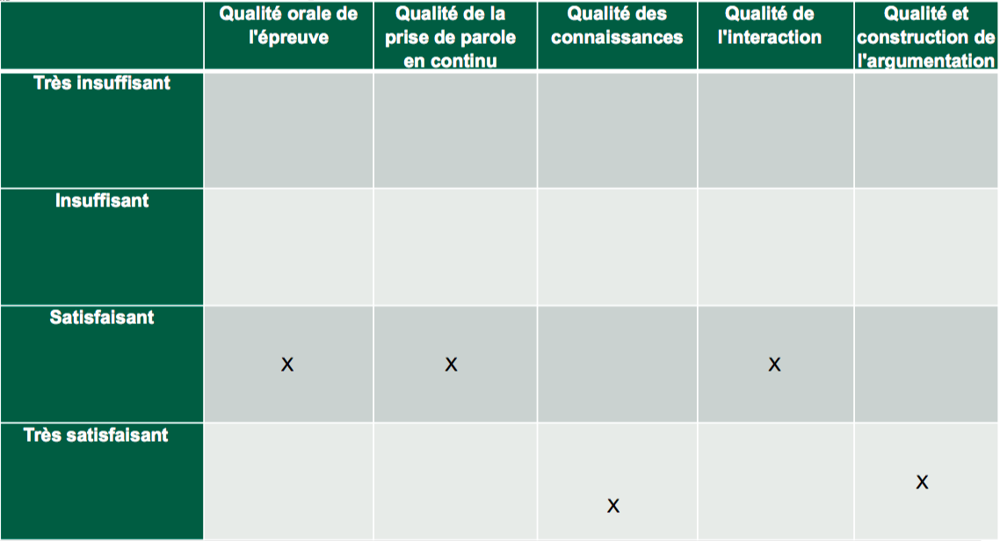 Qualité orale de
l'épreuve
Qualité de la
prise de parole
en continu
Qualité des
connaissances
Qualité de
l'interaction
Qualité et
construction de
l'argumentation
Très insuffisant
Insuffisant
Satisfaisant
x
x
x
Très satisfaisant
x
x